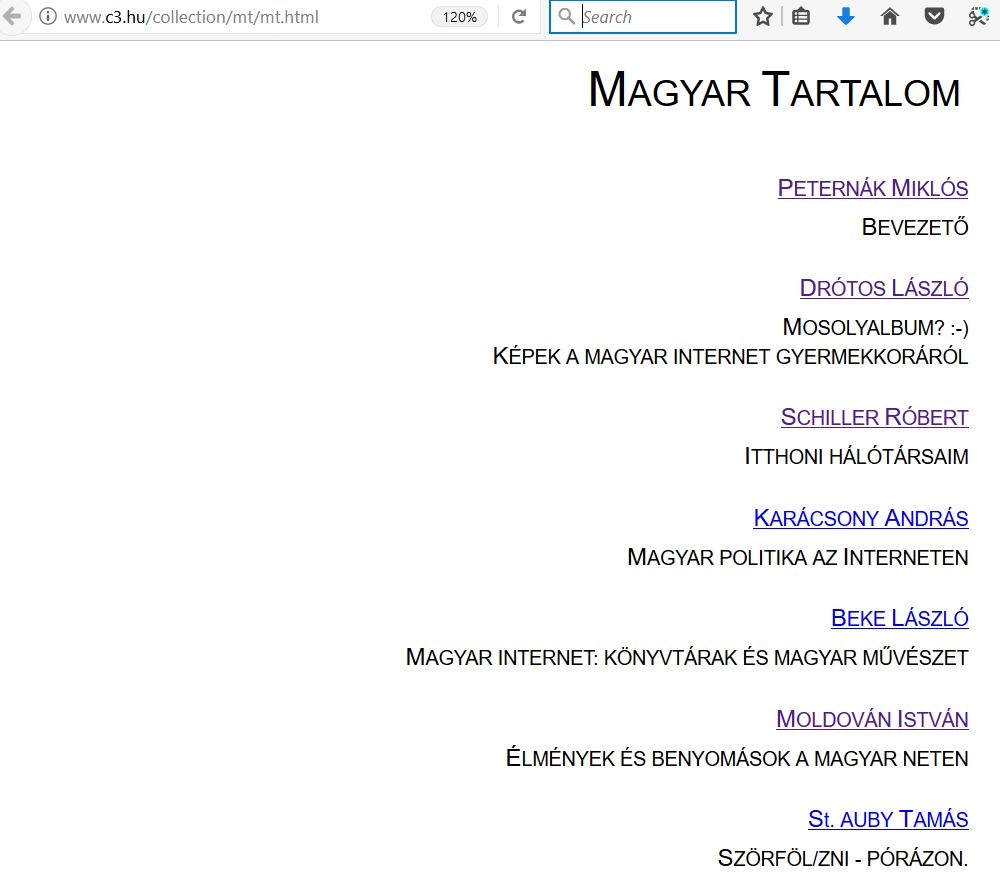 www.c3.hu/collection/mt/mt.html 120% Search
Magyar Tartalom
Peternák Miklós
Bevezető
Drótos László
Mosolyalbum? :-)
Képek a magyar internet gyermekkoráról
Schiller Róbert
Itthoni hálótársaim
Karácsony András
Magyar politika az Interneten
Beke László
Magyar internet: könyvtárak és magyar művészet
Moldován István
Élmények és benyomások a magyar neten
St. auby Tamás
Szörföl/zni - pórázon.